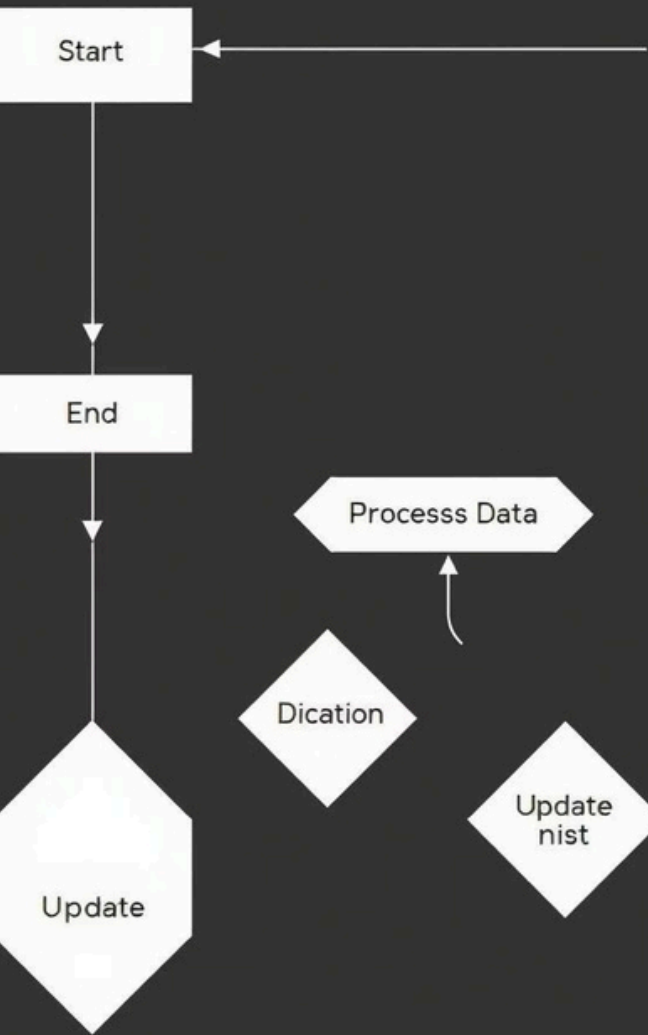 Start
End
Processs Data
Dication
Update
nist
Update